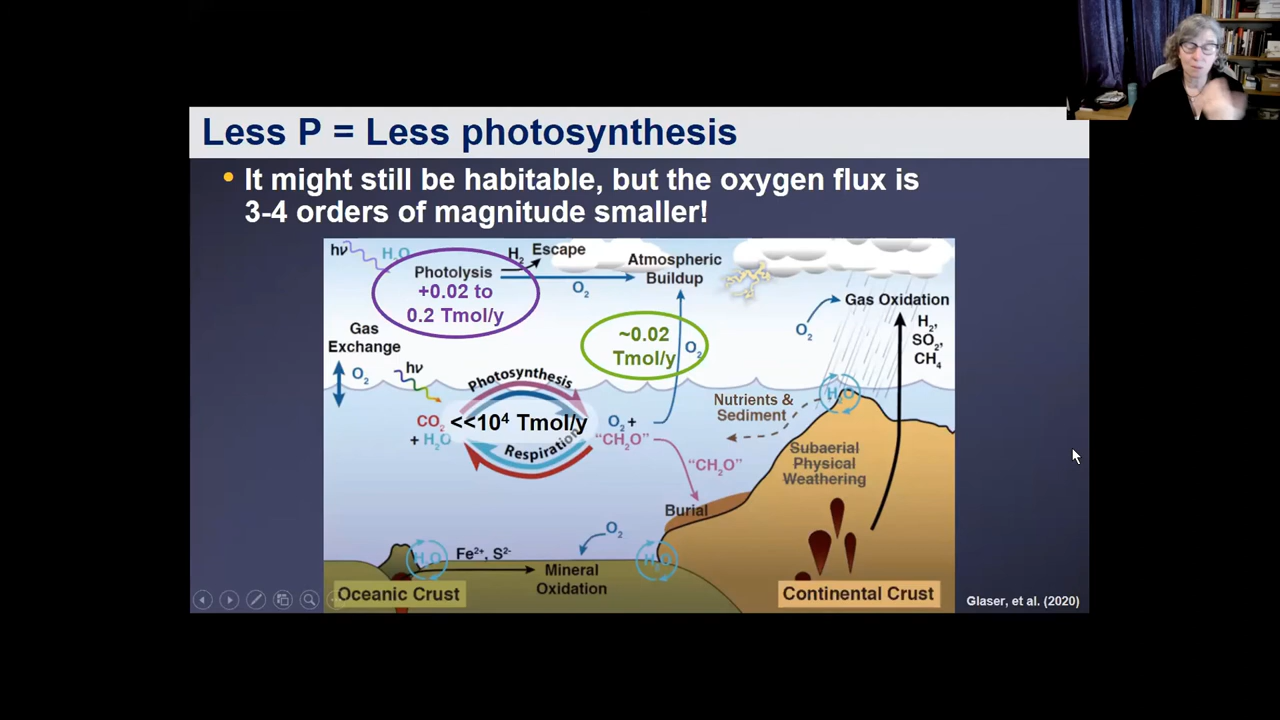 Less P = Less photosynthesis
• It might still be habitable, but the oxygen flux is
3-4 orders of magnitude smaller!
hν
H₂O
H₂
Escape
Photolysis
+0.02 to
0.2 Tmol/y
O₂
Atmospheric
Buildup
Gas Oxidation
O₂
H₂,
SO₂,
CH₄
Gas
Exchange
O₂
~0.02
Tmol/y
O₂
hν
Photosynthesis
CO₂
+ H₂O
<<10⁴ Tmol/y
Respiration
O₂ +
“CH₂O”
Nutrients &
Sediment
H₂O
“CH₂O”
Subaerial
Physical
Weathering
Burial
O₂
H₂O
Fe²⁺, S²⁻
H₂O
Mineral
Oxidation
Oceanic Crust
Continental Crust
Glaser, et al. (2020)